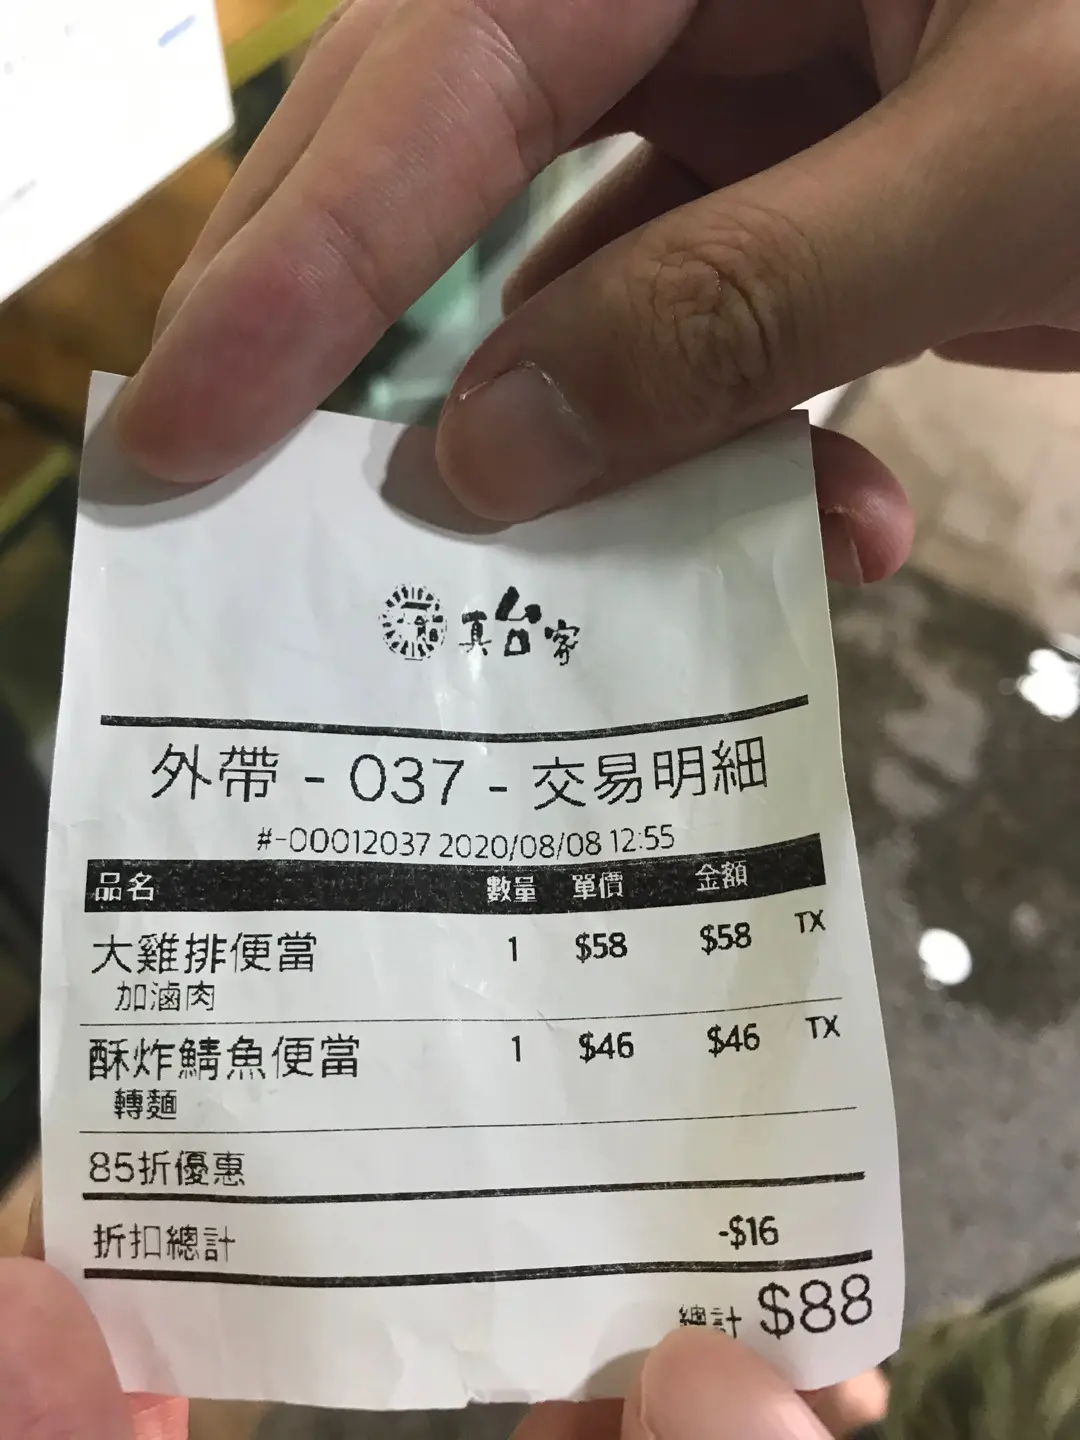 真台客
外帶 - 037 - 交易明細
#-00012037 2020/08/08 12:55
品名 數量 單價 金額
大雞排便當 1 $58 $58 TX
加滷肉
酥炸鯖魚便當 1 $46 $46 TX
轉麵
85折優惠
折扣總計 -$16
總計 $88